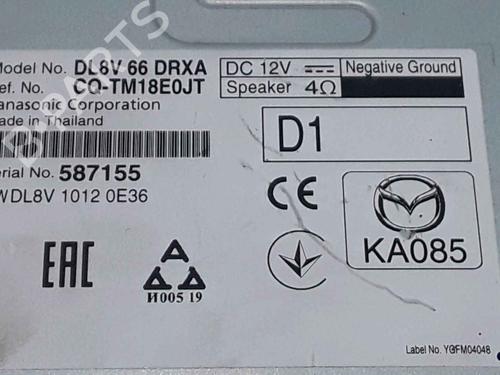 Model No. DL8V 66 DRXA
ef. No. CQ-TM18E0JT
anasonic Corporation
ade in Thailand
DC 12V Negative Ground
Speaker 4Ω
D1
erial No. 587155
WDL8V 1012 0E36
CE
KA085
EAC
И005 19
Label No. YGFM04048
B-PARTS